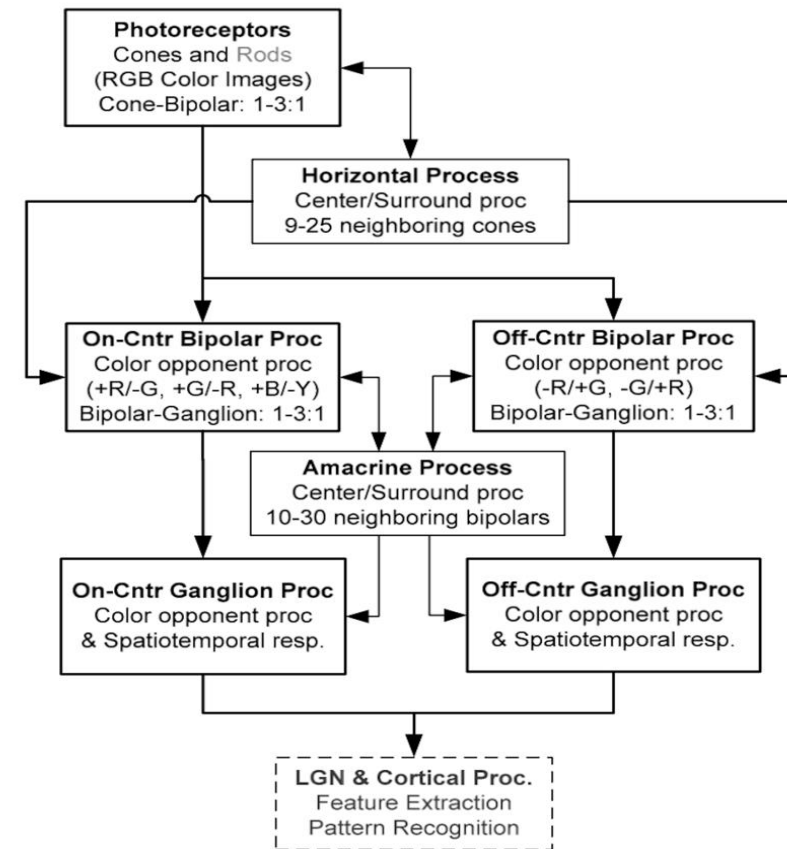 Photoreceptors
Cones and Rods
(RGB Color Images)
Cone-Bipolar: 1-3:1
Horizontal Process
Center/Surround proc
9-25 neighboring cones
On-Cntr Bipolar Proc
Color opponent proc
(+R/-G, +G/-R, +B/-Y)
Bipolar-Ganglion: 1-3:1
Off-Cntr Bipolar Proc
Color opponent proc
(-R/+G, -G/+R)
Bipolar-Ganglion: 1-3:1
Amacrine Process
Center/Surround proc
10-30 neighboring bipolars
On-Cntr Ganglion Proc
Color opponent proc
& Spatiotemporal resp.
Off-Cntr Ganglion Proc
Color opponent proc
& Spatiotemporal resp.
LGN & Cortical Proc.
Feature Extraction
Pattern Recognition